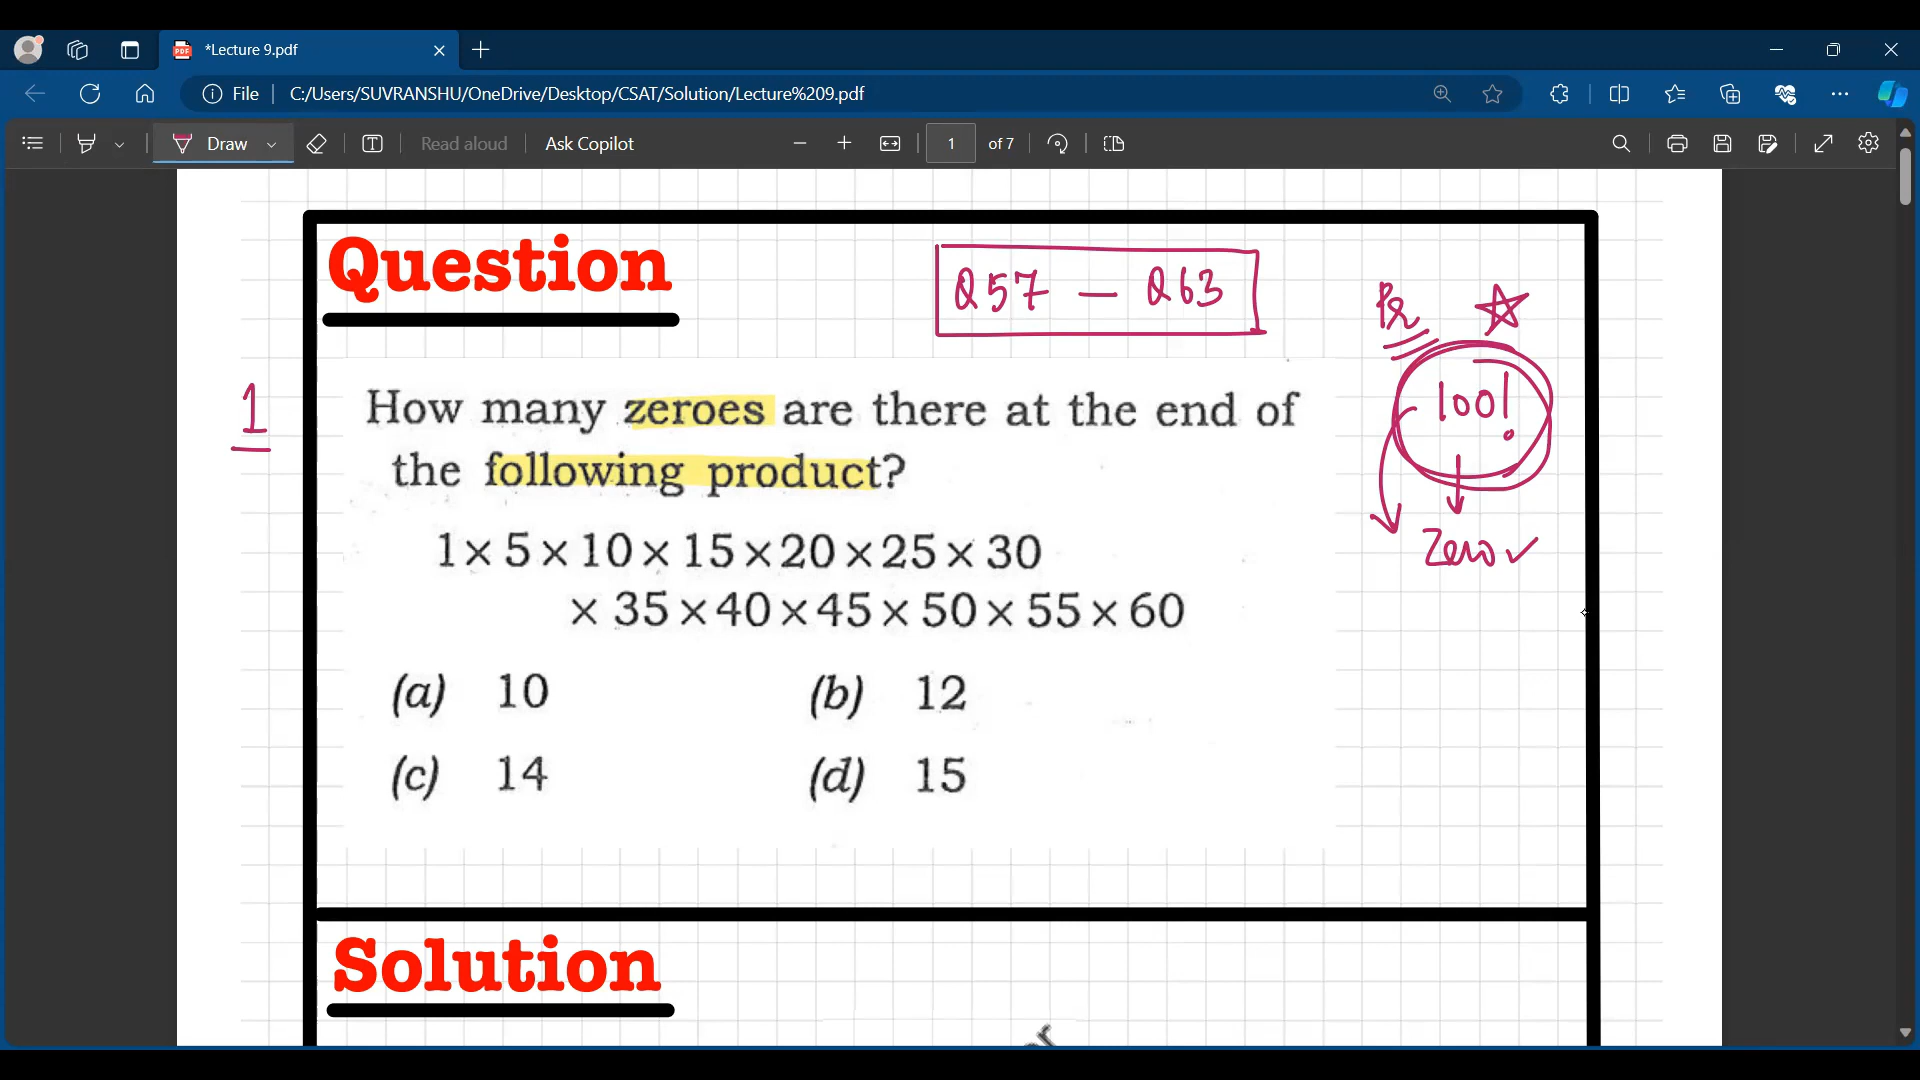 *Lecture 9.pdf
File
C:/Users/SUVRANSHU/OneDrive/Desktop/CSAT/Solution/Lecture%209.pdf
Draw
Read aloud
Ask Copilot
1 of 7
Question
Q57 — Q63
100!
Zero ✓
1
How many zeroes are there at the end of
the following product?
1×5×10×15×20×25×30
×35×40×45×50×55×60
(a) 10 (b) 12
(c) 14 (d) 15
Solution